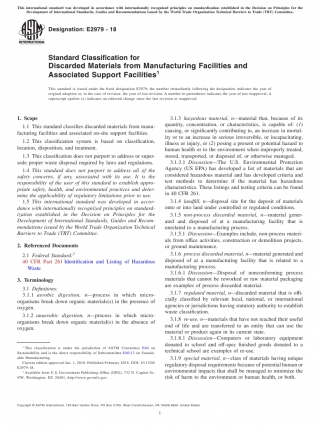 This international standard was developed in accordance with internationally recognized principles on standardization established in the Decision on Principles for the
Development of International Standards, Guides and Recommendations issued by the World Trade Organization Technical Barriers to Trade (TBT) Committee.
Designation: E2979 − 18
Standard Classification for
Discarded Materials from Manufacturing Facilities and
Associated Support Facilities1
This standard is issued under the fixed designation E2979; the number immediately following the designation indicates the year of
original adoption or, in the case of revision, the year of last revision. A number in parentheses indicates the year of last reapproval. A
superscript epsilon (ε) indicates an editorial change since the last revision or reapproval.
1. Scope
1.1 This standard classifies discarded materials from manu-
facturing facilities and associated on-site support facilities.
1.2 This classification system is based on classification,
location, disposition, and treatment.
1.3 This classification does not purport to address or super-
sede proper waste disposal required by laws and regulations.
1.4 This standard does not purport to address all of the
safety concerns, if any, associated with its use. It is the
responsibility of the user of this standard to establish appro-
priate safety, health, and environmental practices and deter-
mine the applicability of regulatory limitations prior to use.
1.5 This international standard was developed in accor-
dance with internationally recognized principles on standard-
ization established in the Decision on Principles for the
Development of International Standards, Guides and Recom-
mendations issued by the World Trade Organization Technical
Barriers to Trade (TBT) Committee.
2. Referenced Documents
2.1 Federal Standard:2
40 CFR Part 261 Identification and Listing of Hazardous
Waste
3. Terminology
3.1 Definitions:
3.1.1 aerobic digestion, n—process in which micro-
organisms break down organic material(s) in the presence of
oxygen.
3.1.2 anaerobic digestion, n—process in which micro-
organisms break down organic material(s) in the absence of
oxygen.
1 This classification is under the jurisdiction of ASTM Committee E60 on
Sustainability and is the direct responsibility of Subcommittee E60.13 on Sustain-
able Manufacturing.
Current edition approved Jan. 1, 2018. Published February 2018. DOI: 10.1520/
E2979-18.
2 Available from U.S. Government Publishing Office (GPO), 732 N. Capitol St.,
NW, Washington, DC 20401, http://www.gpo.gov.
3.1.3 hazardous material, n—material that, because of its
quantity, concentration, or characteristics, is capable of: (1)
causing, or significantly contributing to, an increase in mortal-
ity or to an increase in serious irreversible, or incapacitating,
illness or injury, or (2) posing a present or potential hazard to
human health or to the environment when improperly treated,
stored, transported, or disposed of, or otherwise managed.
3.1.3.1 Discussion—The U.S. Environmental Protection
Agency (US EPA) has developed a list of materials that are
considered hazardous material and has developed criteria and
test methods to determine if the material has hazardous
characteristics. These listings and testing criteria can be found
in 40 CFR 261.
3.1.4 landfill, v—disposal site for the deposit of materials
onto or into land under controlled or regulated conditions.
3.1.5 non-process discarded material, n—material gener-
ated and disposed of at a manufacturing facility that is
unrelated to a manufacturing process.
3.1.5.1 Discussion—Examples include, non-process materi-
als from office activities, construction or demolition projects,
or ground maintenance.
3.1.6 process discarded material, n—material generated and
disposed of at a manufacturing facility that is related to a
manufacturing process.
3.1.6.1 Discussion—Disposal of nonconforming process
materials that cannot be reworked or raw material packaging
are examples of process discarded material.
3.1.7 regulated material, n—discarded material that is offi-
cially classified by relevant local, national, or international
agencies or jurisdictions having statutory authority to establish
waste classification.
3.1.8 re-use, n—materials that have reached their useful
end of life and are transferred to an entity that can use the
material or product again in its current state.
3.1.8.1 Discussion—Computers or laboratory equipment
donated to school and off-spec finished goods donated to a
technical school are examples of re-use.
3.1.9 special material, n—class of materials having unique
regulatory disposal requirements because of potential human or
environmental impacts that shall be managed to minimize the
risk of harm to the environment or human health, or both.
Copyright © ASTM International, 100 Barr Harbor Drive, PO Box C700, West Conshohocken, PA 19428-2959. United States
1